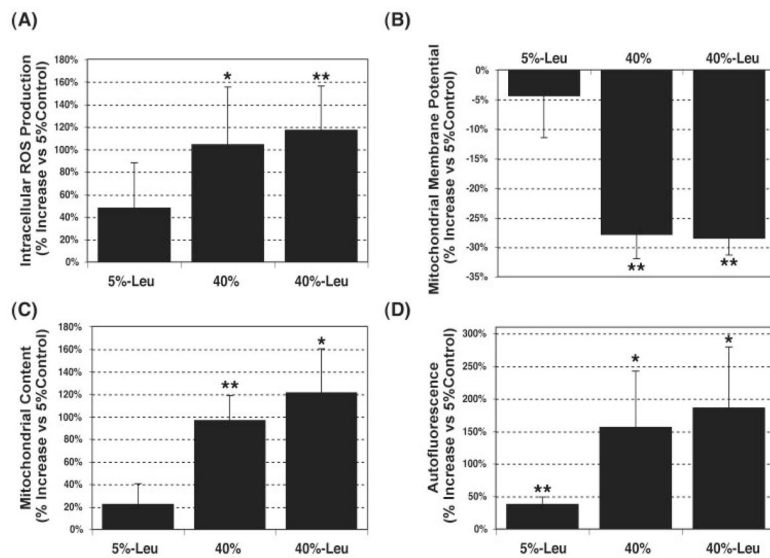 (A)
Intracellular ROS Production
(% Increase vs 5%Control)
180%
160%
140%
120%
100%
80%
60%
40%
20%
0%
*
**
5%-Leu 40% 40%-Leu
(B)
Mitochondrial Membrane Potential
(% Increase vs 5%Control)
5%-Leu 40% 40%-Leu
0%
-5%
-10%
-15%
-20%
-25%
-30%
-35%
**
**
(C)
Mitochondrial Content
(% Increase vs 5%Control)
180%
160%
140%
120%
100%
80%
60%
40%
20%
0%
**
*
5%-Leu 40% 40%-Leu
(D)
Autofluorescence
(% Increase vs 5%Control)
300%
250%
200%
150%
100%
50%
0%
**
*
*
5%-Leu 40% 40%-Leu